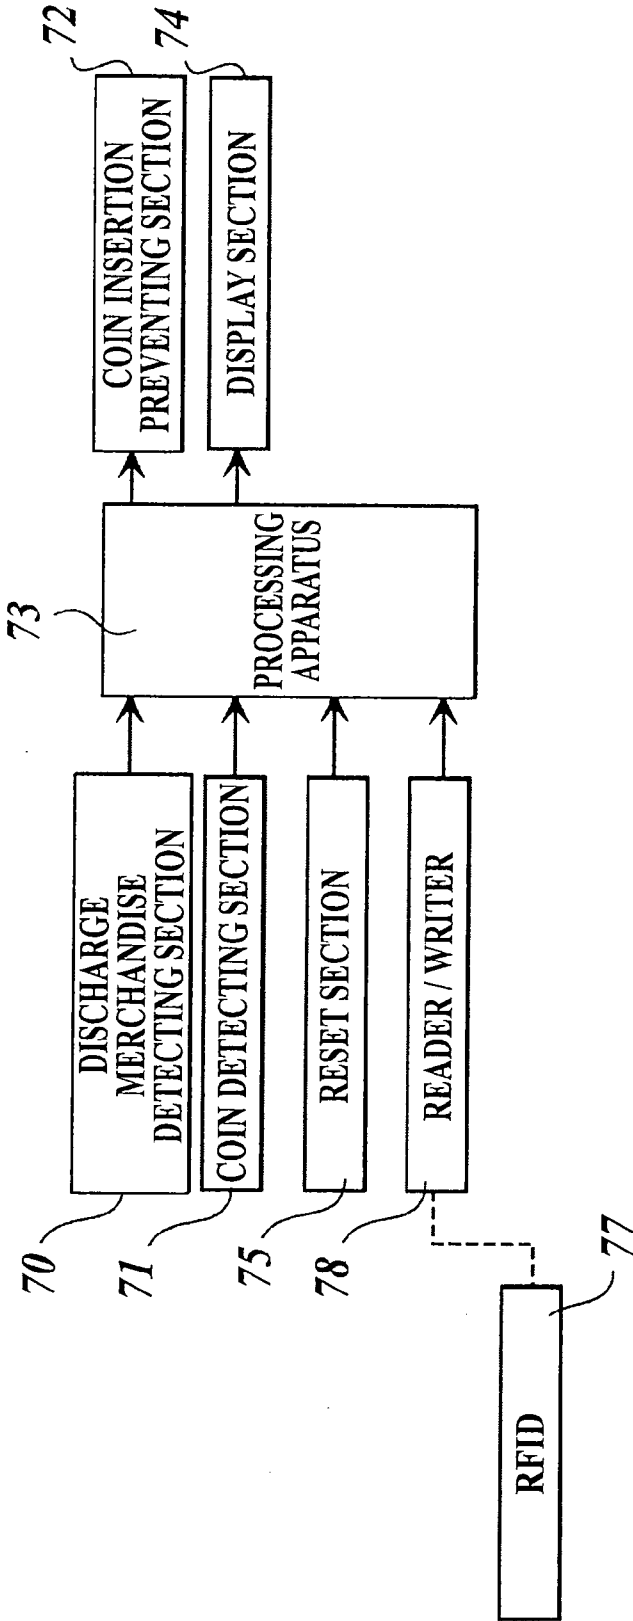 70
DISCHARGE
MERCHANDISE
DETECTING SECTION
71
COIN DETECTING SECTION
75
RESET SECTION
78
READER / WRITER
77
RFID
73
PROCESSING
APPARATUS
72
COIN INSERTION
PREVENTING SECTION
74
DISPLAY SECTION